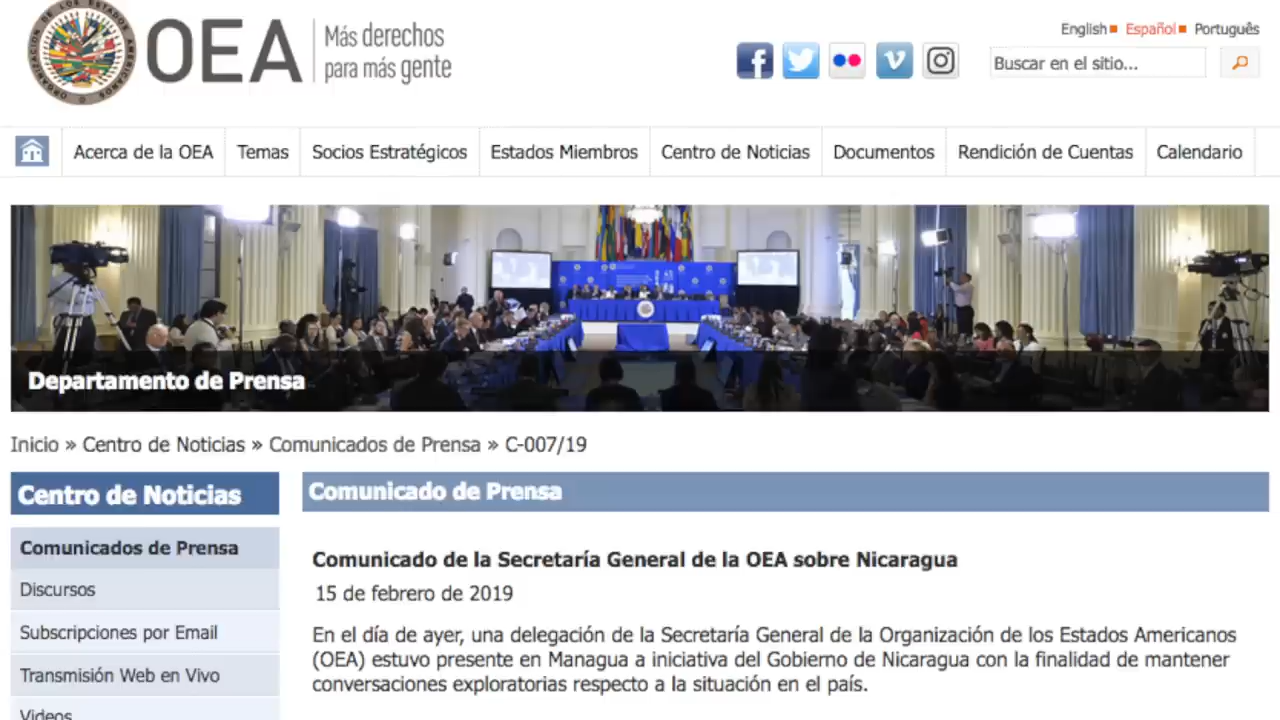 ORGANIZACIÓN DE LOS ESTADOS AMERICANOS
OEA
Más derechos
para más gente
English Español Português
Buscar en el sitio...
Acerca de la OEA Temas Socios Estratégicos Estados Miembros Centro de Noticias Documentos Rendición de Cuentas Calendario
Departamento de Prensa
Inicio » Centro de Noticias » Comunicados de Prensa » C-007/19
Centro de Noticias
Comunicados de Prensa
Discursos
Subscripciones por Email
Transmisión Web en Vivo
Videos
Comunicado de Prensa
Comunicado de la Secretaría General de la OEA sobre Nicaragua
15 de febrero de 2019
En el día de ayer, una delegación de la Secretaría General de la Organización de los Estados Americanos
(OEA) estuvo presente en Managua a iniciativa del Gobierno de Nicaragua con la finalidad de mantener
conversaciones exploratorias respecto a la situación en el país.